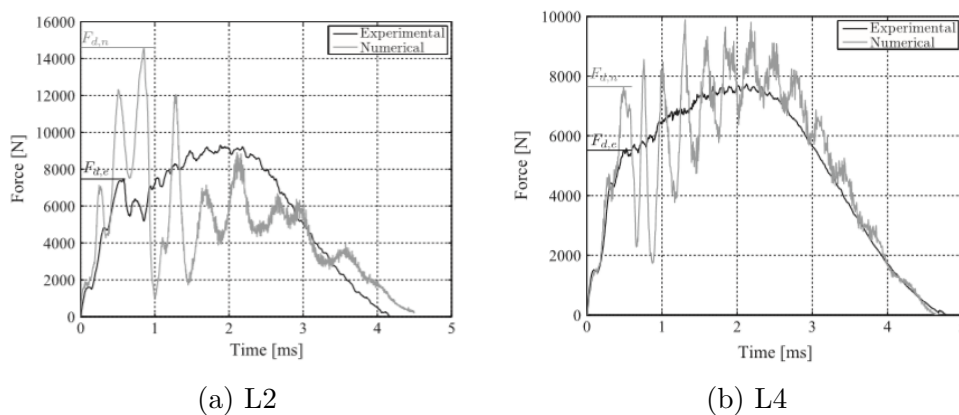 16000
14000
12000
10000
8000
6000
4000
2000
0
Force [N]
F_{d,n}
F_{d,e}
Experimental
Numerical
0 1 2 3 4 5
Time [ms]
(a) L2
10000
8000
6000
4000
2000
0
Force [N]
F_{d,n}
F_{d,e}
Experimental
Numerical
0 1 2 3 4
Time [ms]
(b) L4